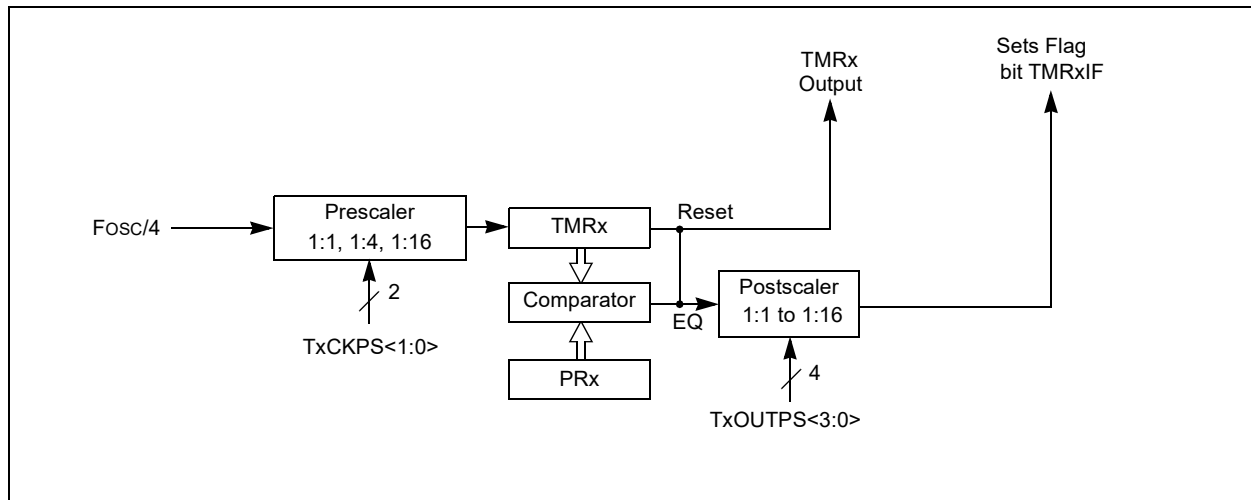 TMRx
Output
Sets Flag
bit TMRxIF
Fosc/4
Prescaler
1:1, 1:4, 1:16
2
TxCKPS<1:0>
TMRx
Reset
Comparator
EQ
PRx
Postscaler
1:1 to 1:16
4
TxOUTPS<3:0>